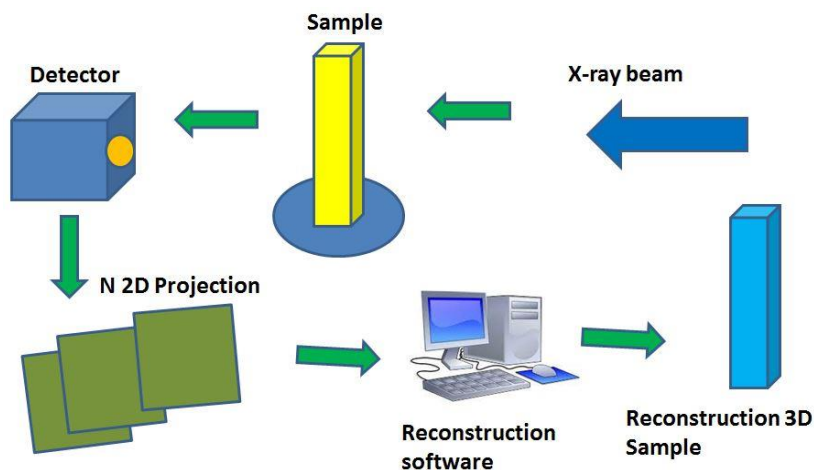 Sample
Detector
X-ray beam
N 2D Projection
Reconstruction
software
Reconstruction 3D
Sample